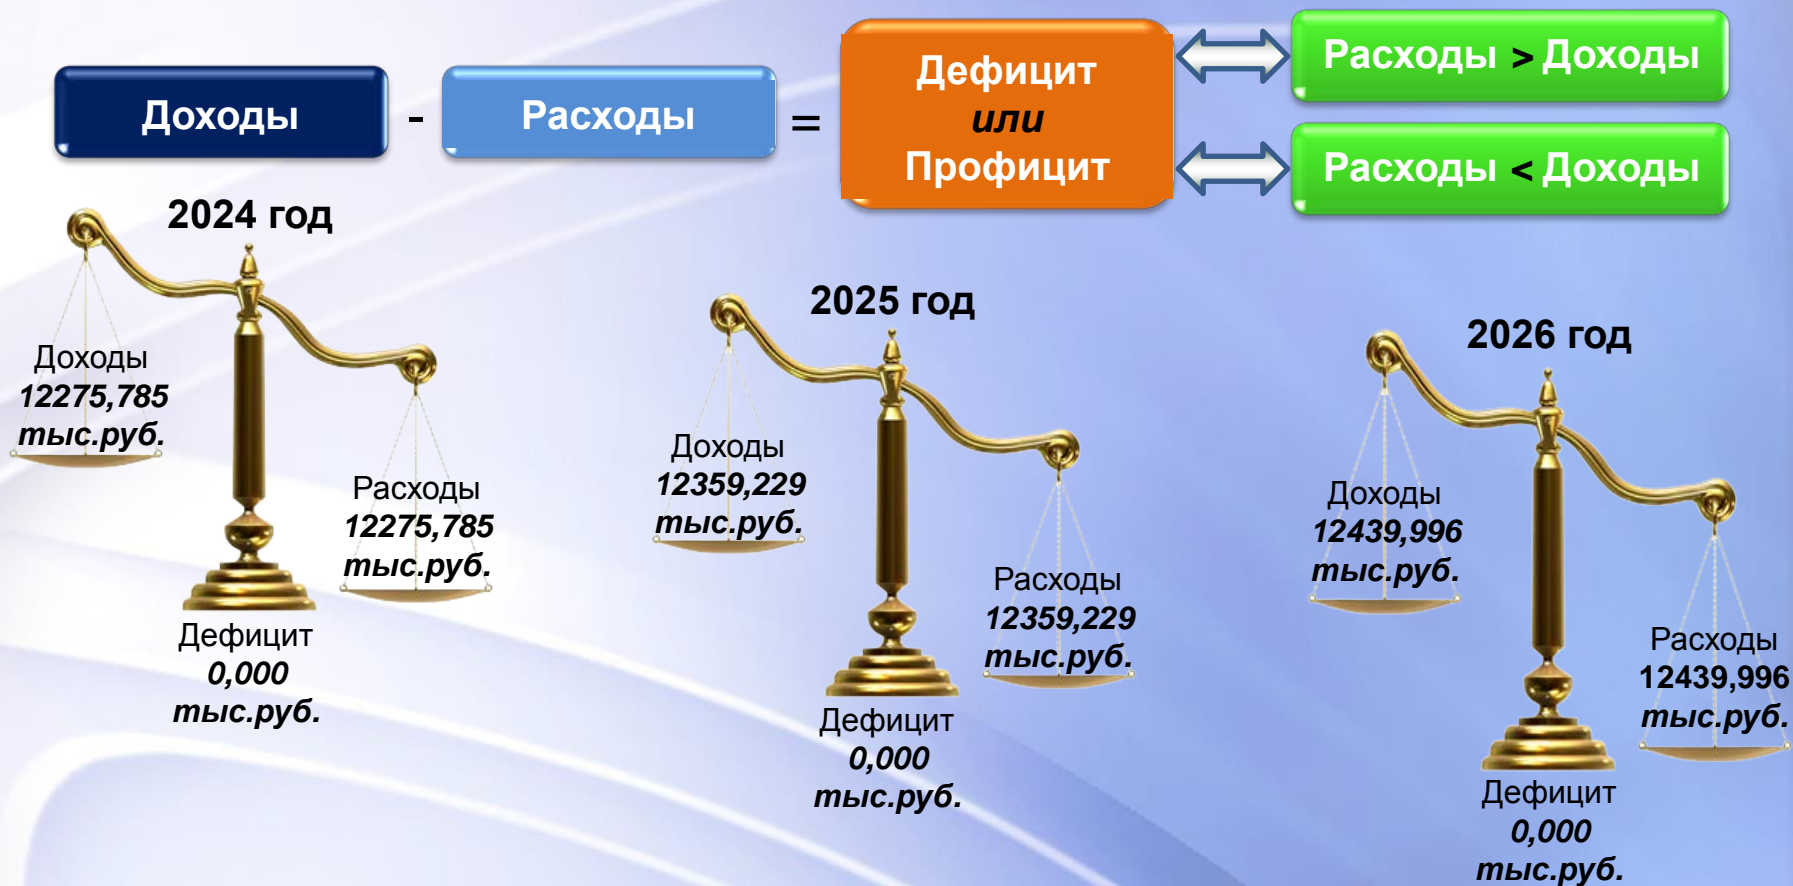 Доходы
-
Расходы
=
Дефицит
или
Профицит
Расходы > Доходы
Расходы < Доходы
2024 год
Доходы
12275,785
тыс.руб.
Расходы
12275,785
тыс.руб.
Дефицит
0,000
тыс.руб.
2025 год
Доходы
12359,229
тыс.руб.
Расходы
12359,229
тыс.руб.
Дефицит
0,000
тыс.руб.
2026 год
Доходы
12439,996
тыс.руб.
Расходы
12439,996
тыс.руб.
Дефицит
0,000
тыс.руб.